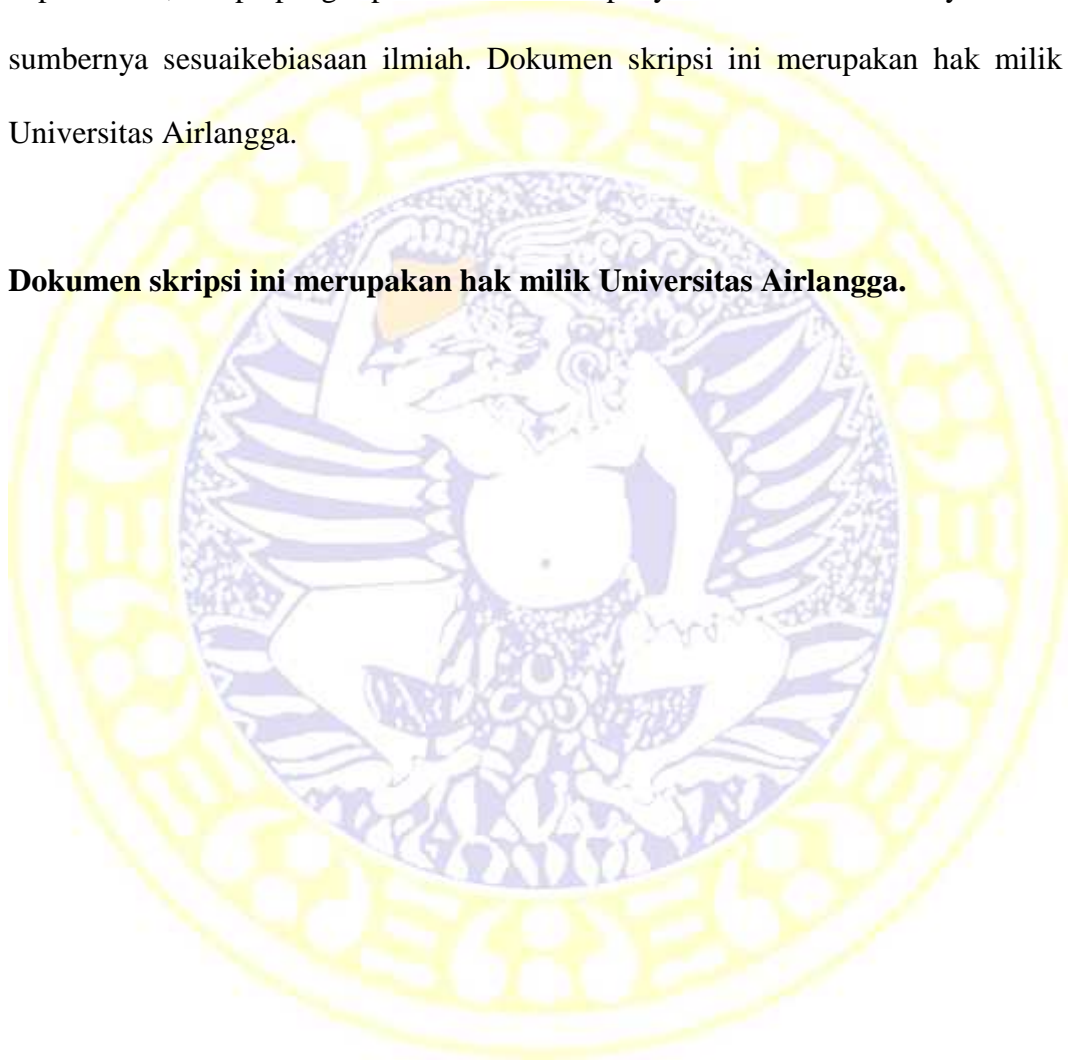 sumbernya sesuaikebiasaan ilmiah. Dokumen skripsi ini merupakan hak milik
Universitas Airlangga.
Dokumen skripsi ini merupakan hak milik Universitas Airlangga.